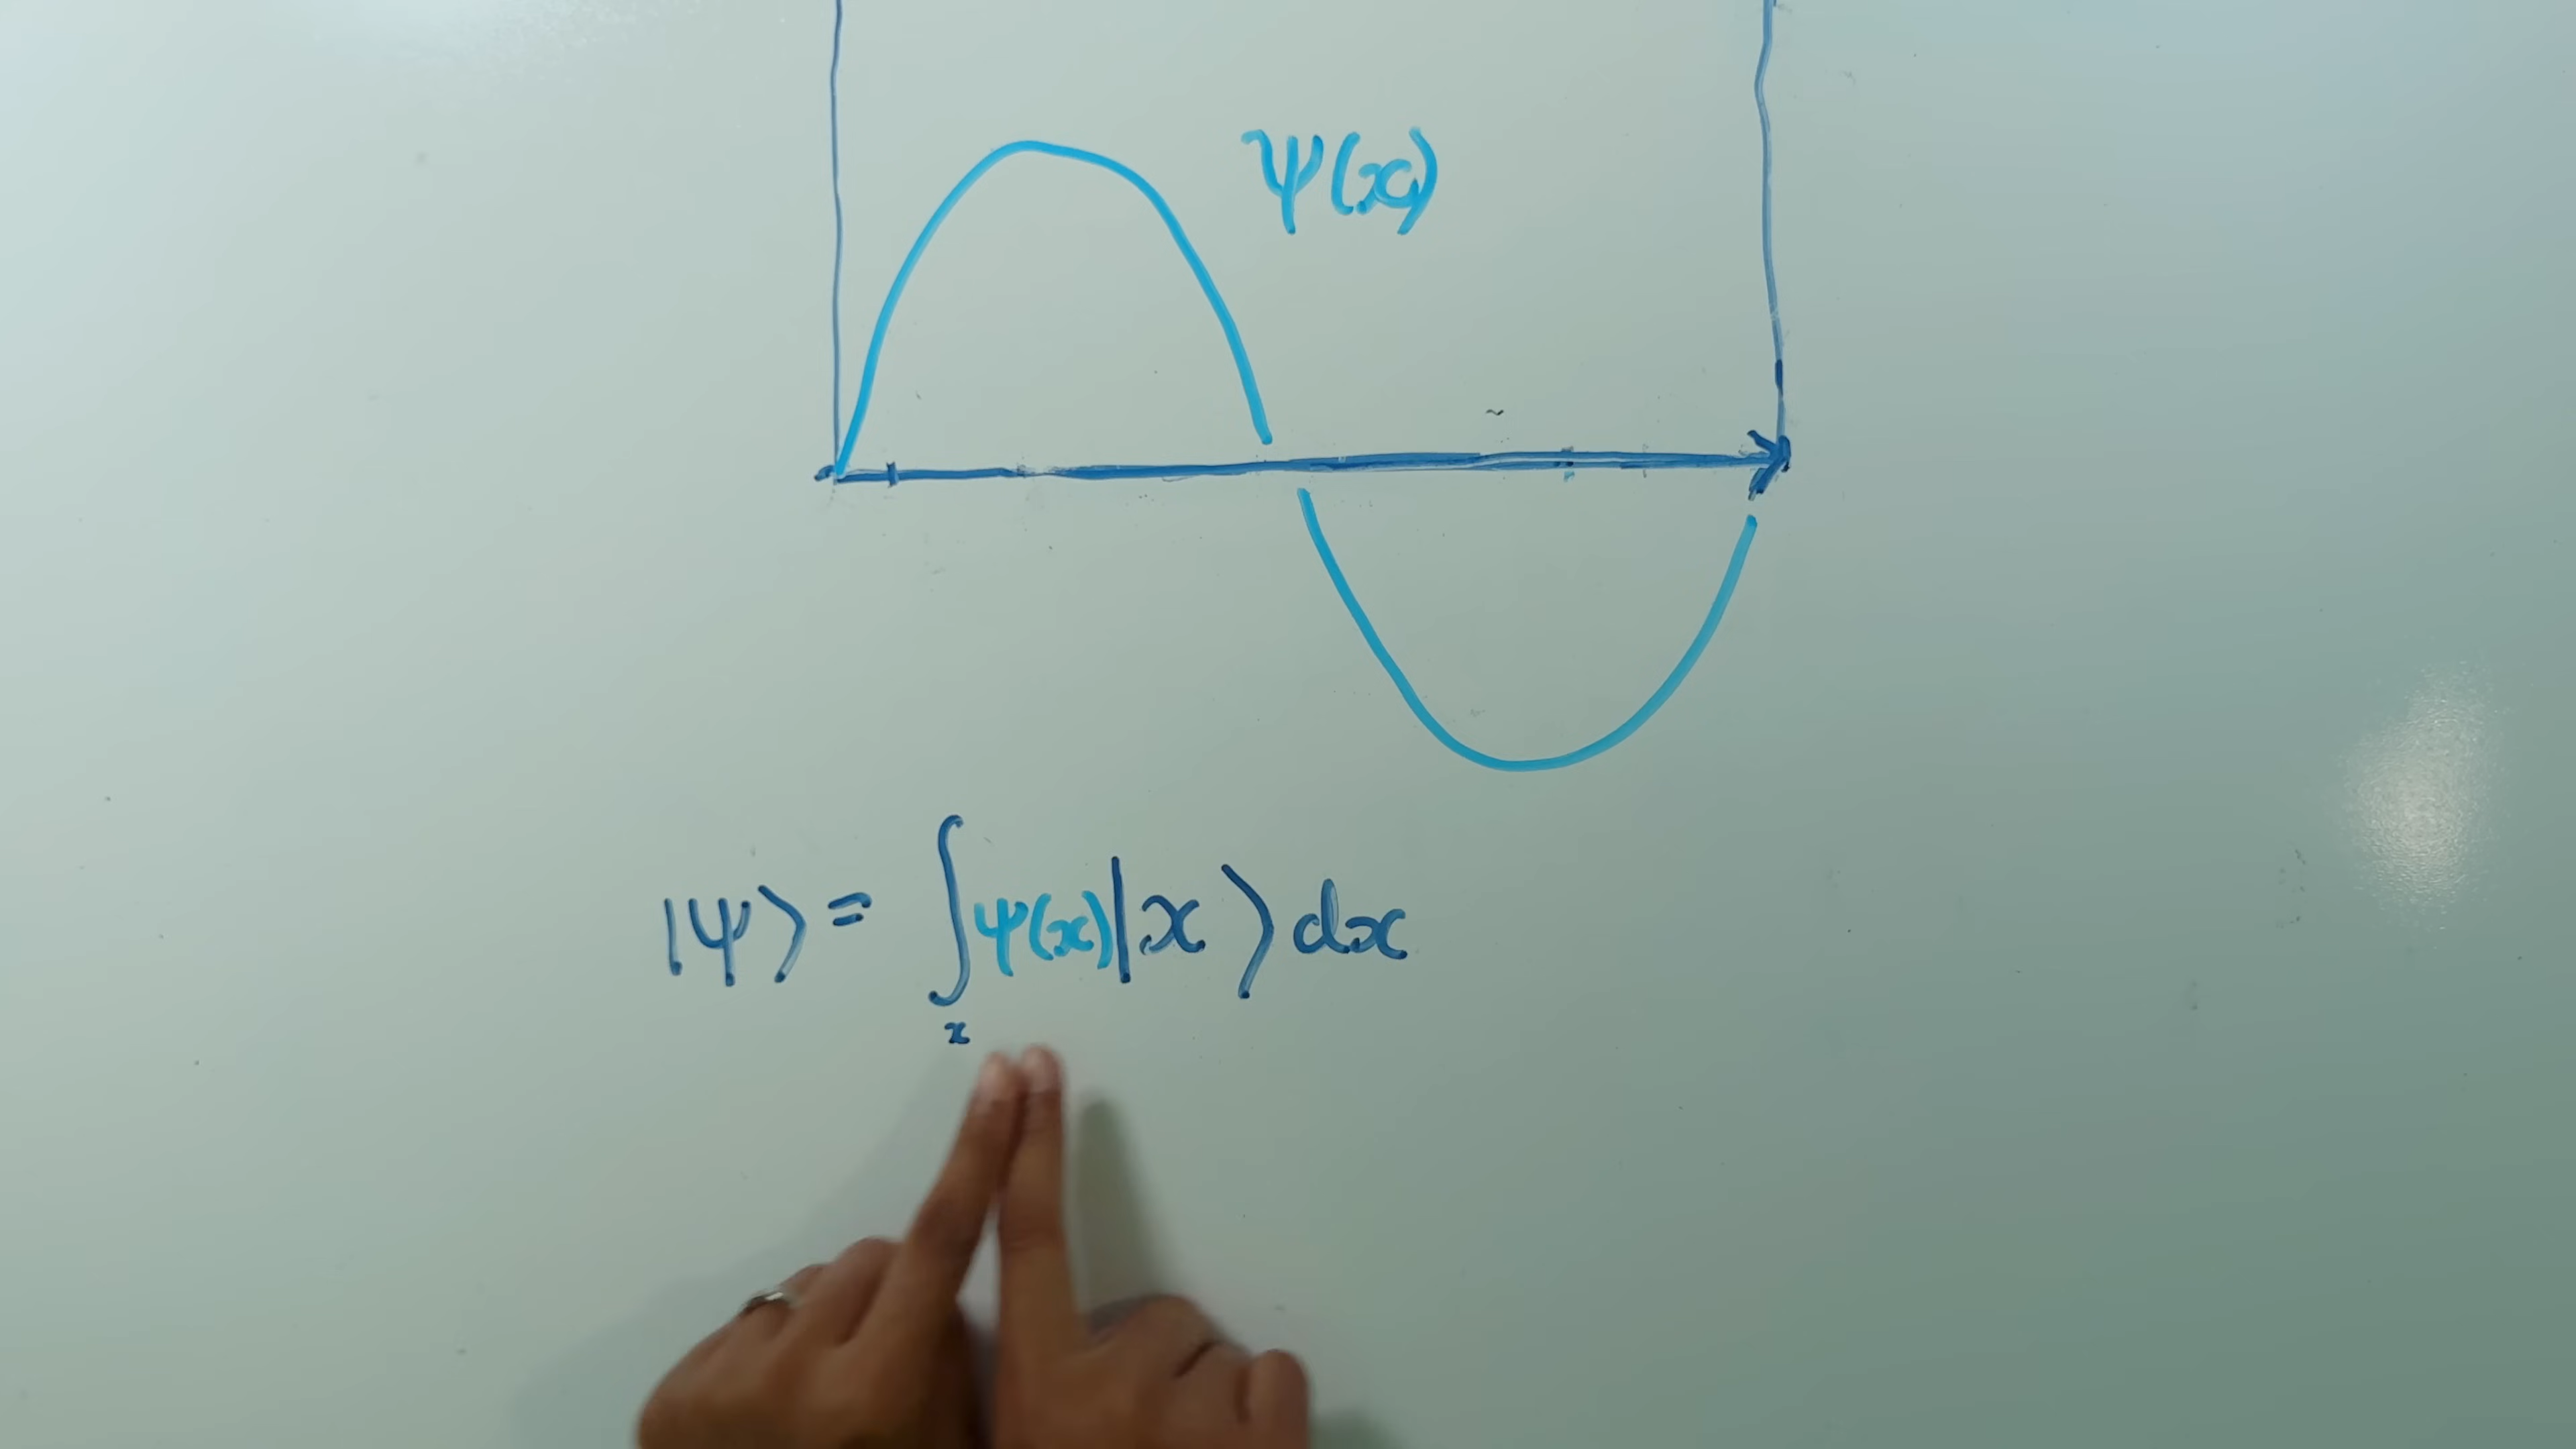 ψ(x)
|ψ⟩ = ∫ψ(x)|x⟩dx
x